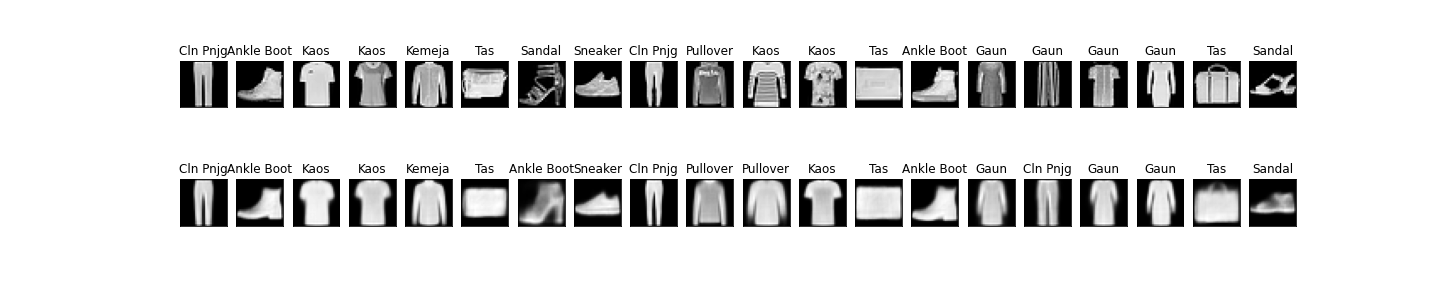 Cln Pnjg Ankle Boot Kaos Kaos Kemeja Tas Sandal Sneaker Cln Pnjg Pullover Kaos Kaos Tas Ankle Boot Gaun Gaun Gaun Gaun Tas Sandal
Cln Pnjg Ankle Boot Kaos Kaos Kemeja Tas Ankle Boot Sneaker Cln Pnjg Pullover Pullover Kaos Tas Ankle Boot Gaun Cln Pnjg Gaun Gaun Tas Sandal